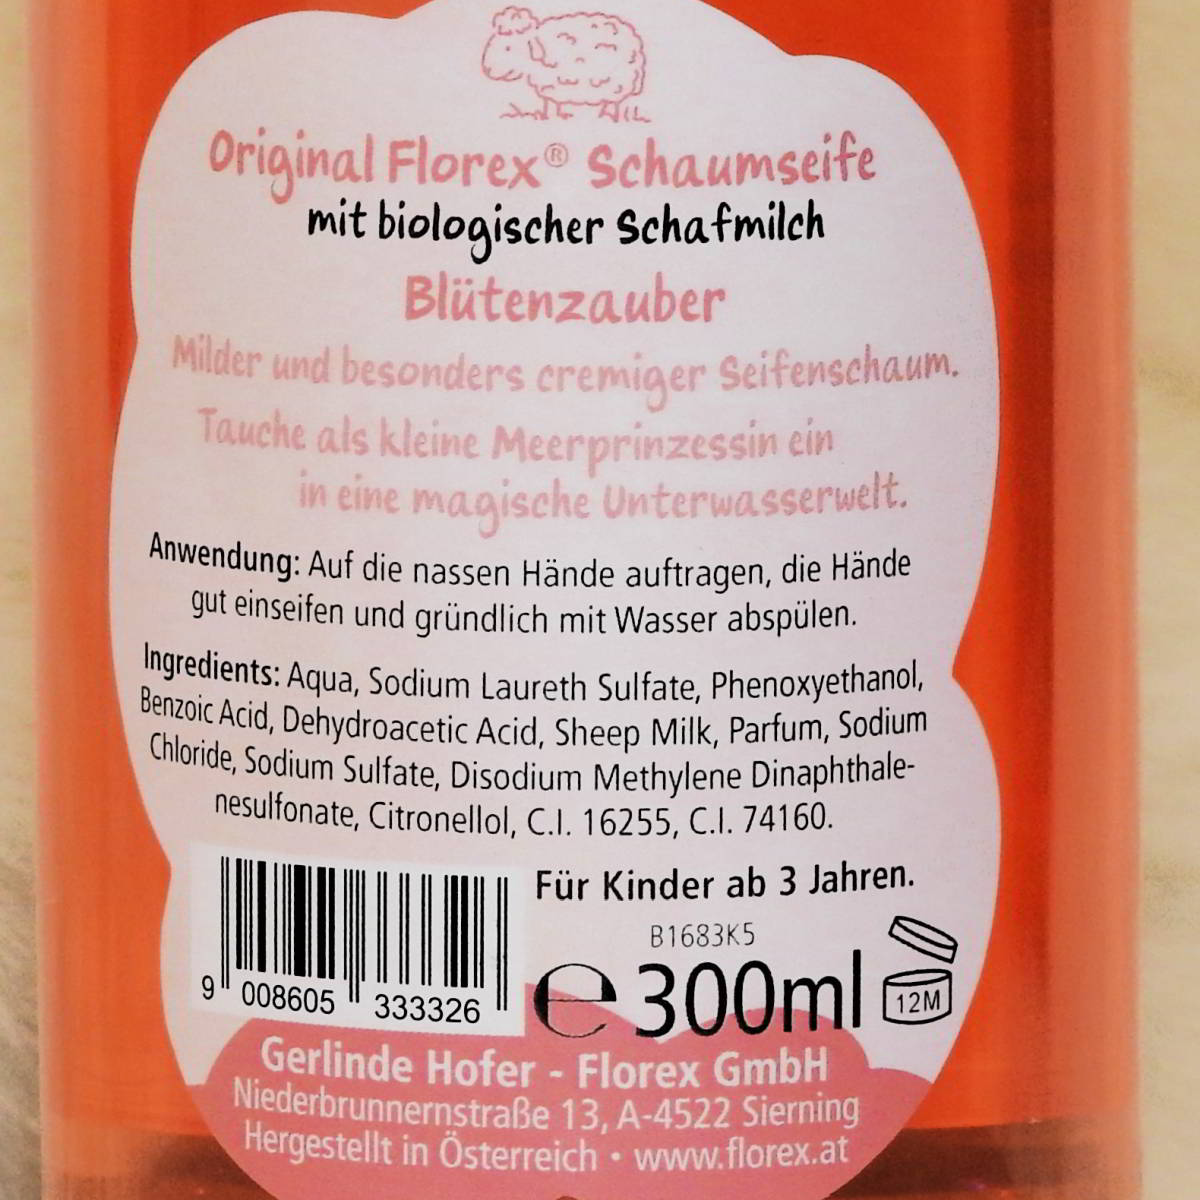 Original Florex® Schaumseife
mit biologischer Schafmilch
Blütenzauber
Milder und besonders cremiger Seifenschaum.
Tauche als kleine Meerprinzessin ein
in eine magische Unterwasserwelt.
Anwendung: Auf die nassen Hände auftragen, die Hände
gut einseifen und gründlich mit Wasser abspülen.
Ingredients: Aqua, Sodium Laureth Sulfate, Phenoxyethanol,
Benzoic Acid, Dehydroacetic Acid, Sheep Milk, Parfum, Sodium
Chloride, Sodium Sulfate, Disodium Methylene Dinaphthale-
nesulfonate, Citronellol, C.I. 16255, C.I. 74160.
Für Kinder ab 3 Jahren.
B1683K5
℮ 300ml
12M
9 008605 333326
Gerlinde Hofer - Florex GmbH
Niederbrunnernstraße 13, A-4522 Sierning
Hergestellt in Österreich • www.florex.at